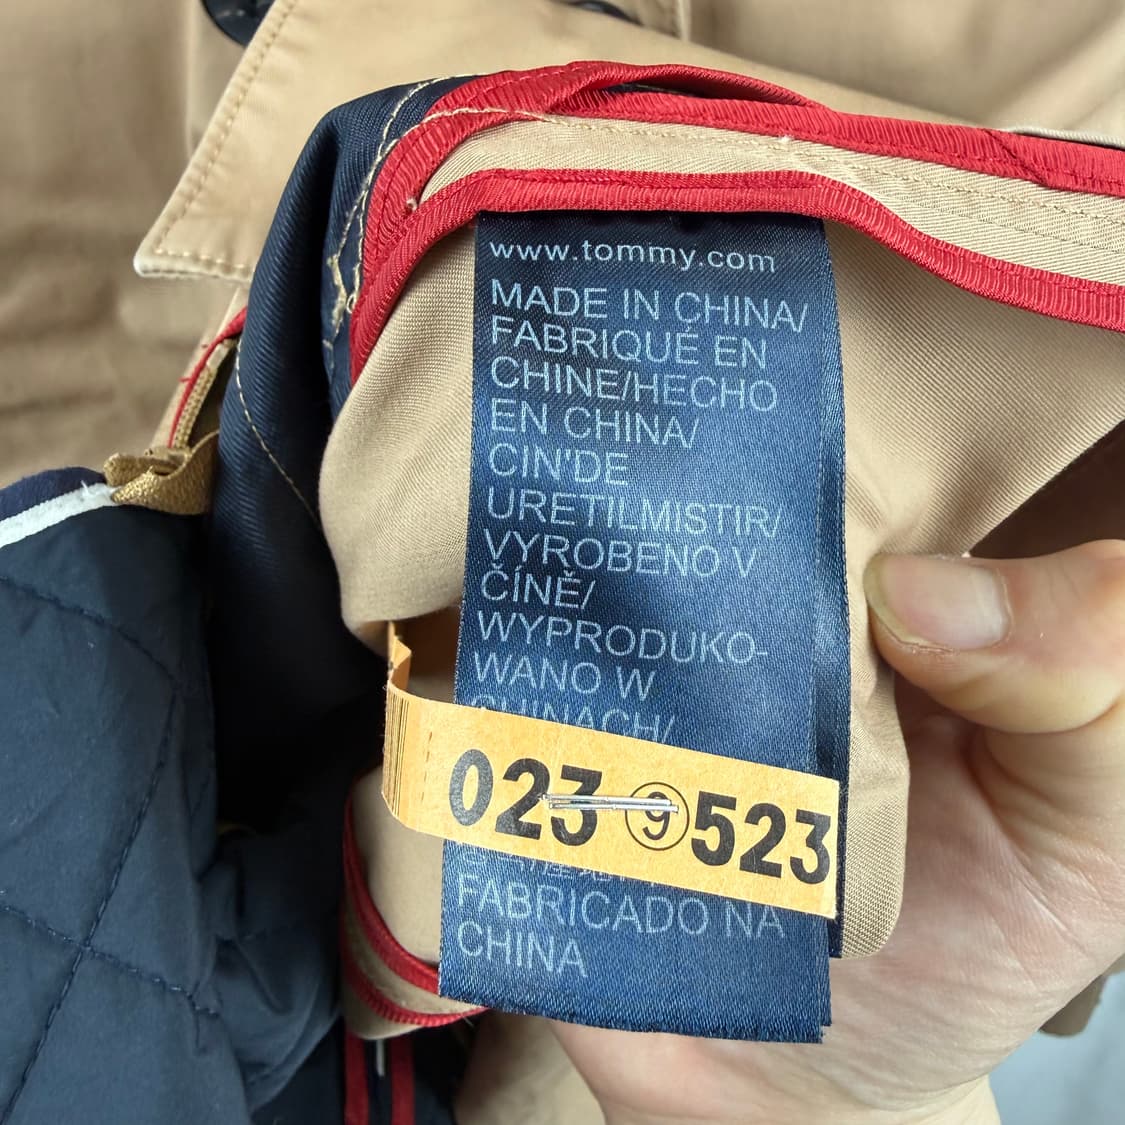 www.tommy.com
MADE IN CHINA/
FABRIQUÉ EN
CHINE/HECHO
EN CHINA/
CIN'DE
URETILMISTIR/
VYROBENO V
ČÍNĚ/
WYPRODUKO-
WANO W
CHINACH/
023 9 523
FABRICADO NA
CHINA